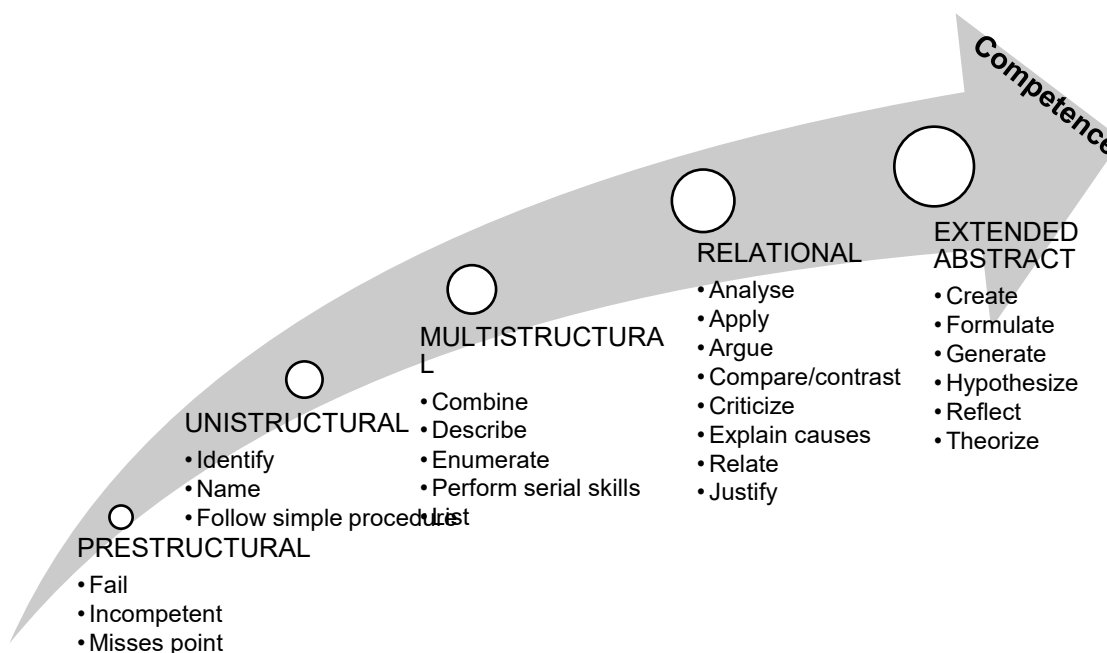 Competence
PRESTRUCTURAL
• Fail
• Incompetent
• Misses point
UNISTRUCTURAL
• Identify
• Name
• Follow simple procedure
MULTISTRUCTURA
L
• Combine
• Describe
• Enumerate
• Perform serial skills
• List
RELATIONAL
• Analyse
• Apply
• Argue
• Compare/contrast
• Criticize
• Explain causes
• Relate
• Justify
EXTENDED
ABSTRACT
• Create
• Formulate
• Generate
• Hypothesize
• Reflect
• Theorize